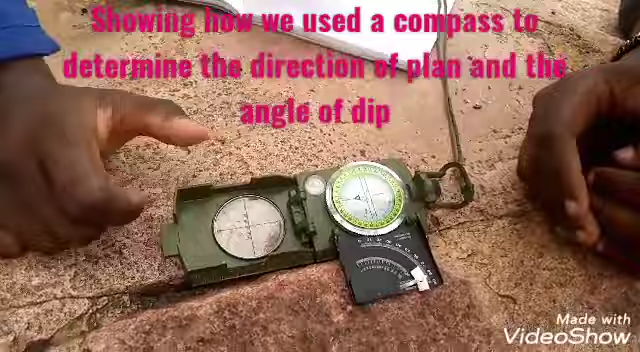 Showing how we used a compass to
determine the direction of plan and the
angle of dip
Made with
VideoShow